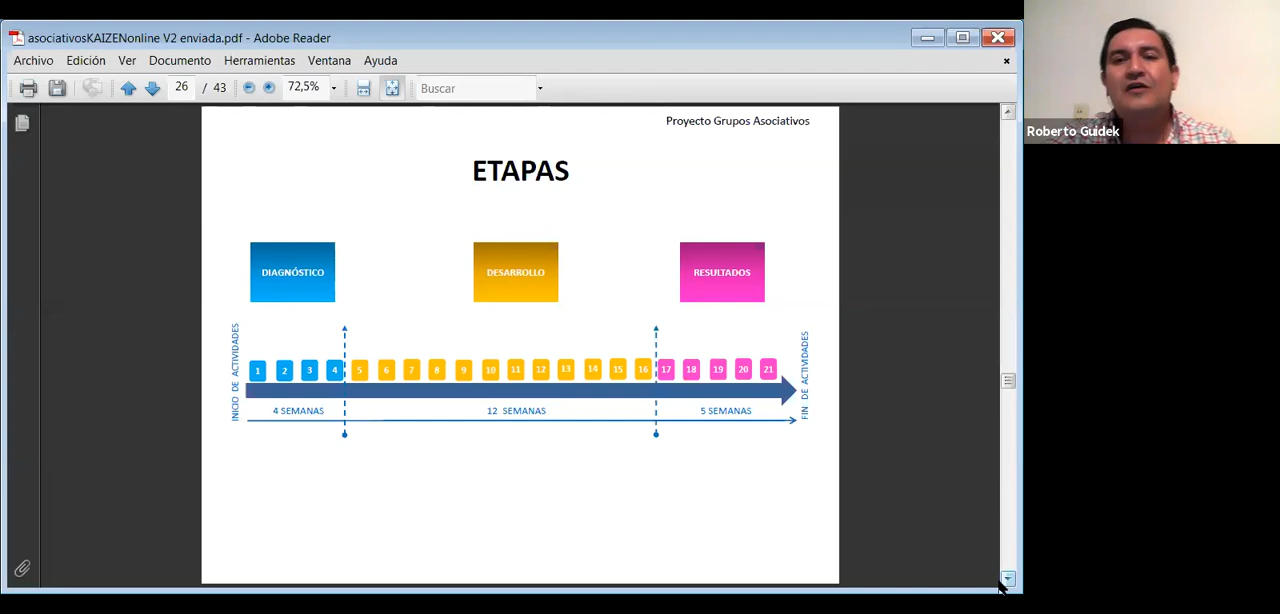 asociativosKAIZENonline V2 enviada.pdf - Adobe Reader
Archivo Edición Ver Documento Herramientas Ventana Ayuda
26 / 43 72,5% Buscar
Proyecto Grupos Asociativos
ETAPAS
DIAGNÓSTICO DESARROLLO RESULTADOS
INICIO DE ACTIVIDADES
1 2 3 4 5 6 7 8 9 10 11 12 13 14 15 16 17 18 19 20 21
4 SEMANAS 12 SEMANAS 5 SEMANAS
FIN DE ACTIVIDADES
Roberto Guidek